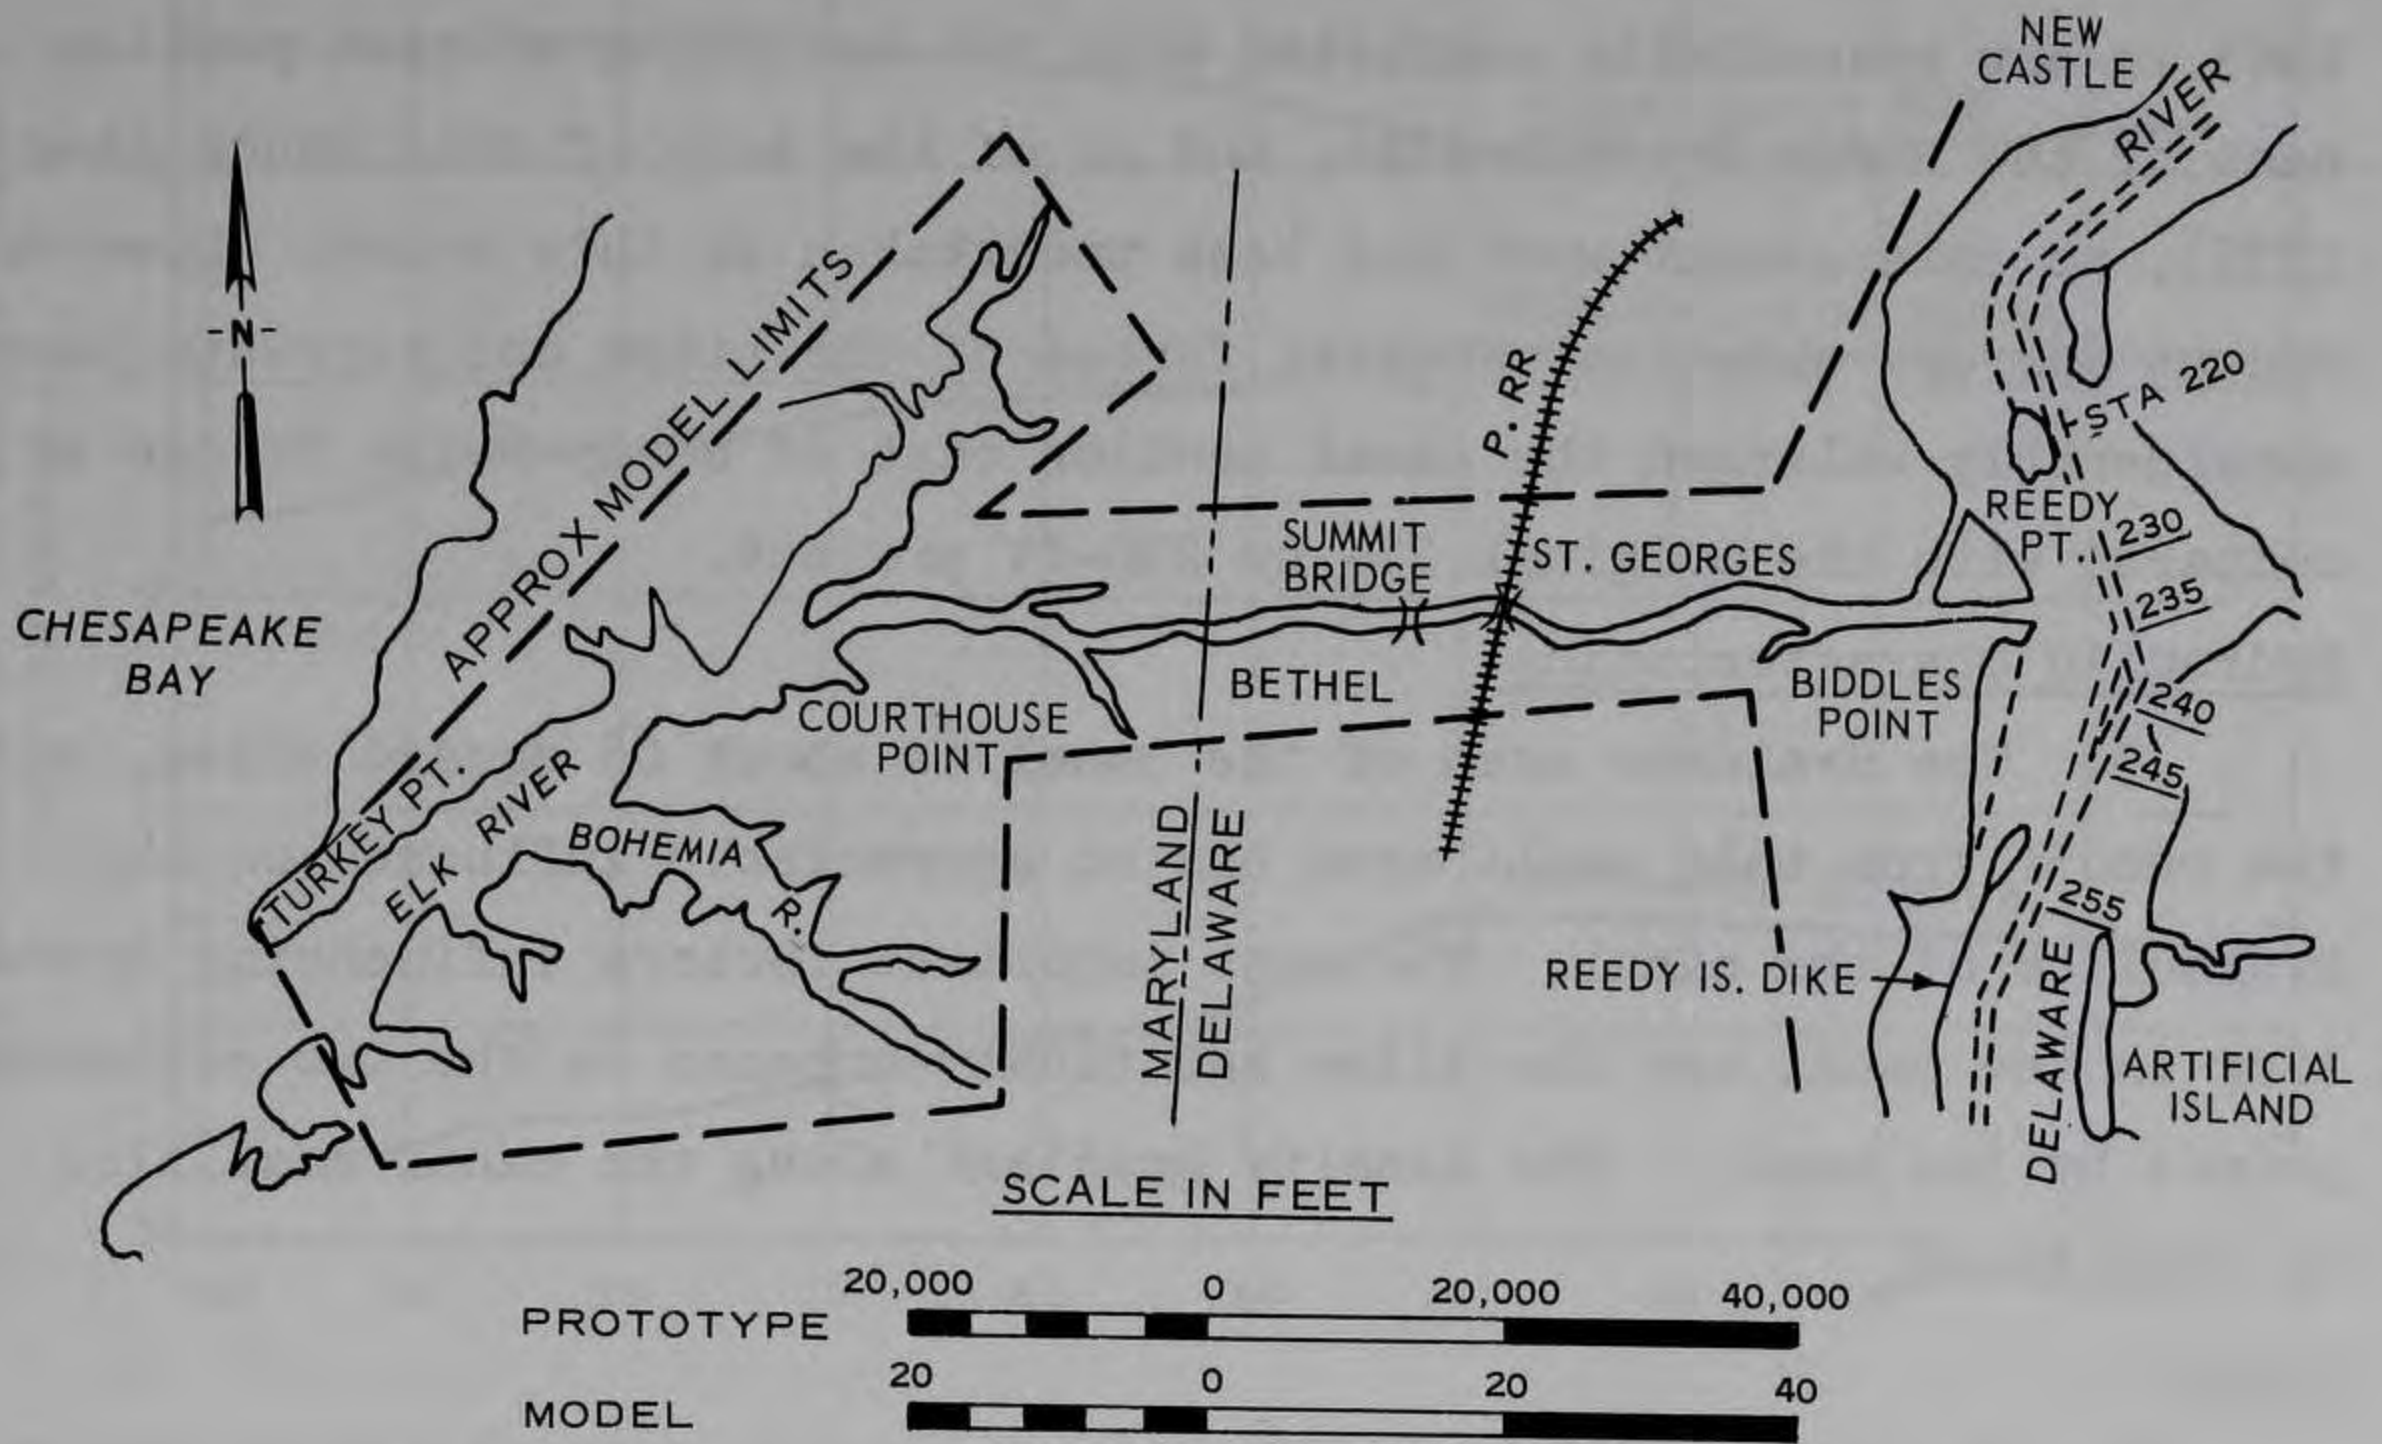 NEW
CASTLE
RIVER
-N-
APPROX MODEL LIMITS
P. RR
STA 220
REEDY
PT.
230
SUMMIT
BRIDGE
ST. GEORGES
235
CHESAPEAKE
BAY
BETHEL
BIDDLES
POINT
240
COURTHOUSE
POINT
245
TURKEY PT.
ELK RIVER
BOHEMIA
R.
MARYLAND
DELAWARE
255
REEDY IS. DIKE
DELAWARE
ARTIFICIAL
ISLAND
SCALE IN FEET
20,000 0 20,000 40,000
PROTOTYPE
20 0 20 40
MODEL